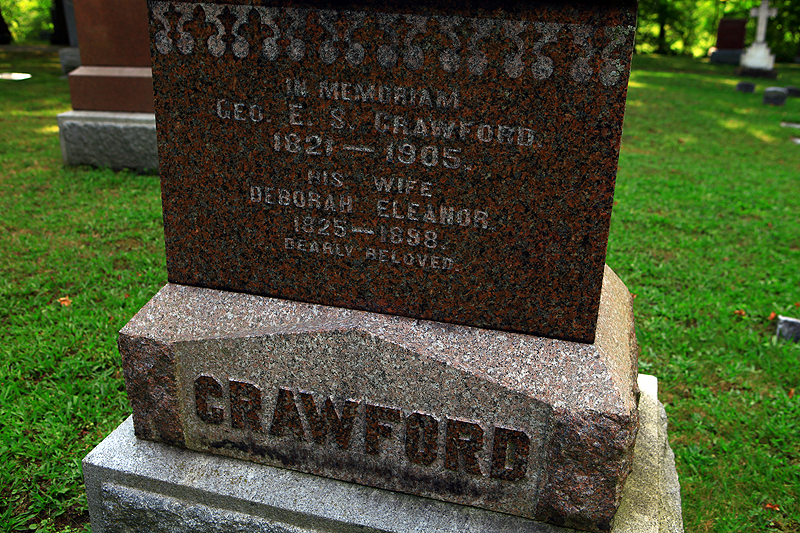 IN MEMORIAM
GEO. E. S. CRAWFORD.
1821—1905.
HIS WIFE
DEBORAH ELEANOR.
1825—1898.
DEARLY BELOVED.
CRAWFORD